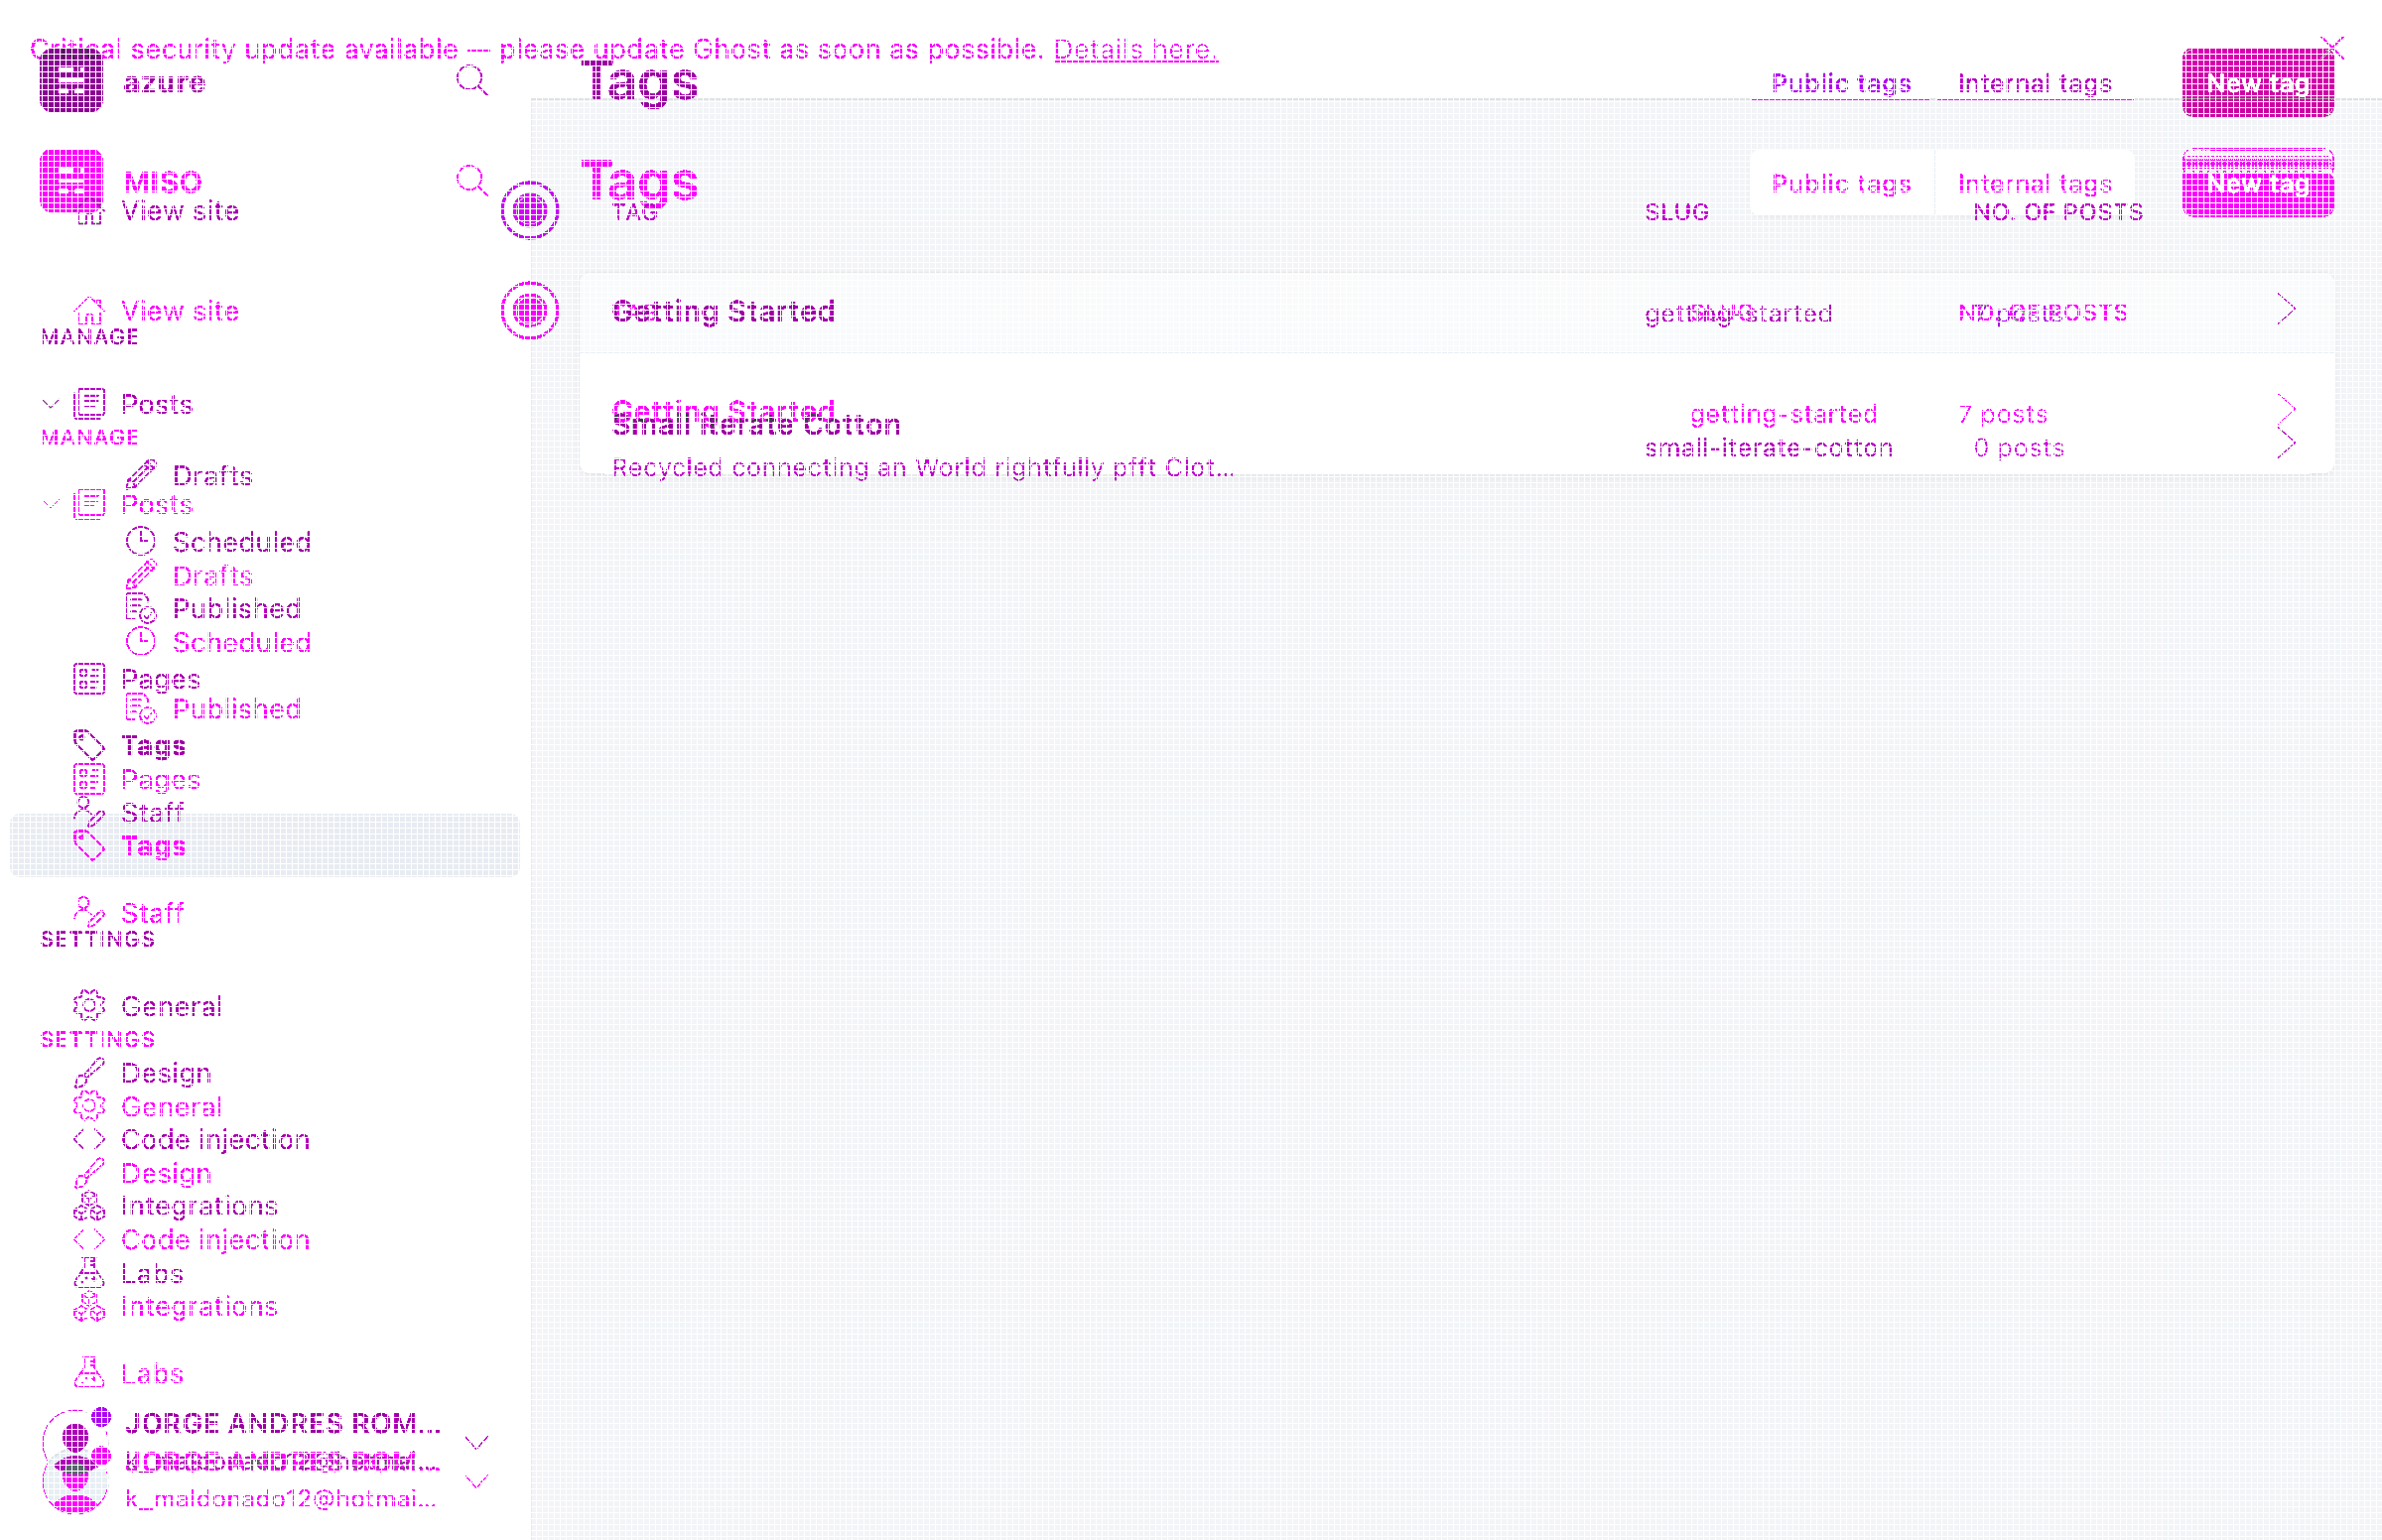 Critical security update available — please update Ghost as soon as possible. Details here.
azure
Tags
Public tags
Internal tags
New tag
MISO
Tags
Public tags
Internal tags
New tag
View site
TAG
SLUG
NO. OF POSTS
View site
Getting Started
getting-started
SLUG
NO. OF POSTS
7 posts
MANAGE
Posts
Getting Started
getting-started
7 posts
Small Iterate Cotton
MANAGE
small-iterate-cotton
0 posts
Drafts
Recycled connecting an World rightfully pfft Clot...
Posts
Scheduled
Drafts
Published
Scheduled
Pages
Published
Tags
Pages
Staff
Tags
Staff
SETTINGS
General
SETTINGS
Design
General
Code injection
Design
Integrations
Code injection
Labs
Integrations
Labs
JORGE ANDRES ROM...
JORGE ANDRES ROM...
k_maldonado12@hotmai...